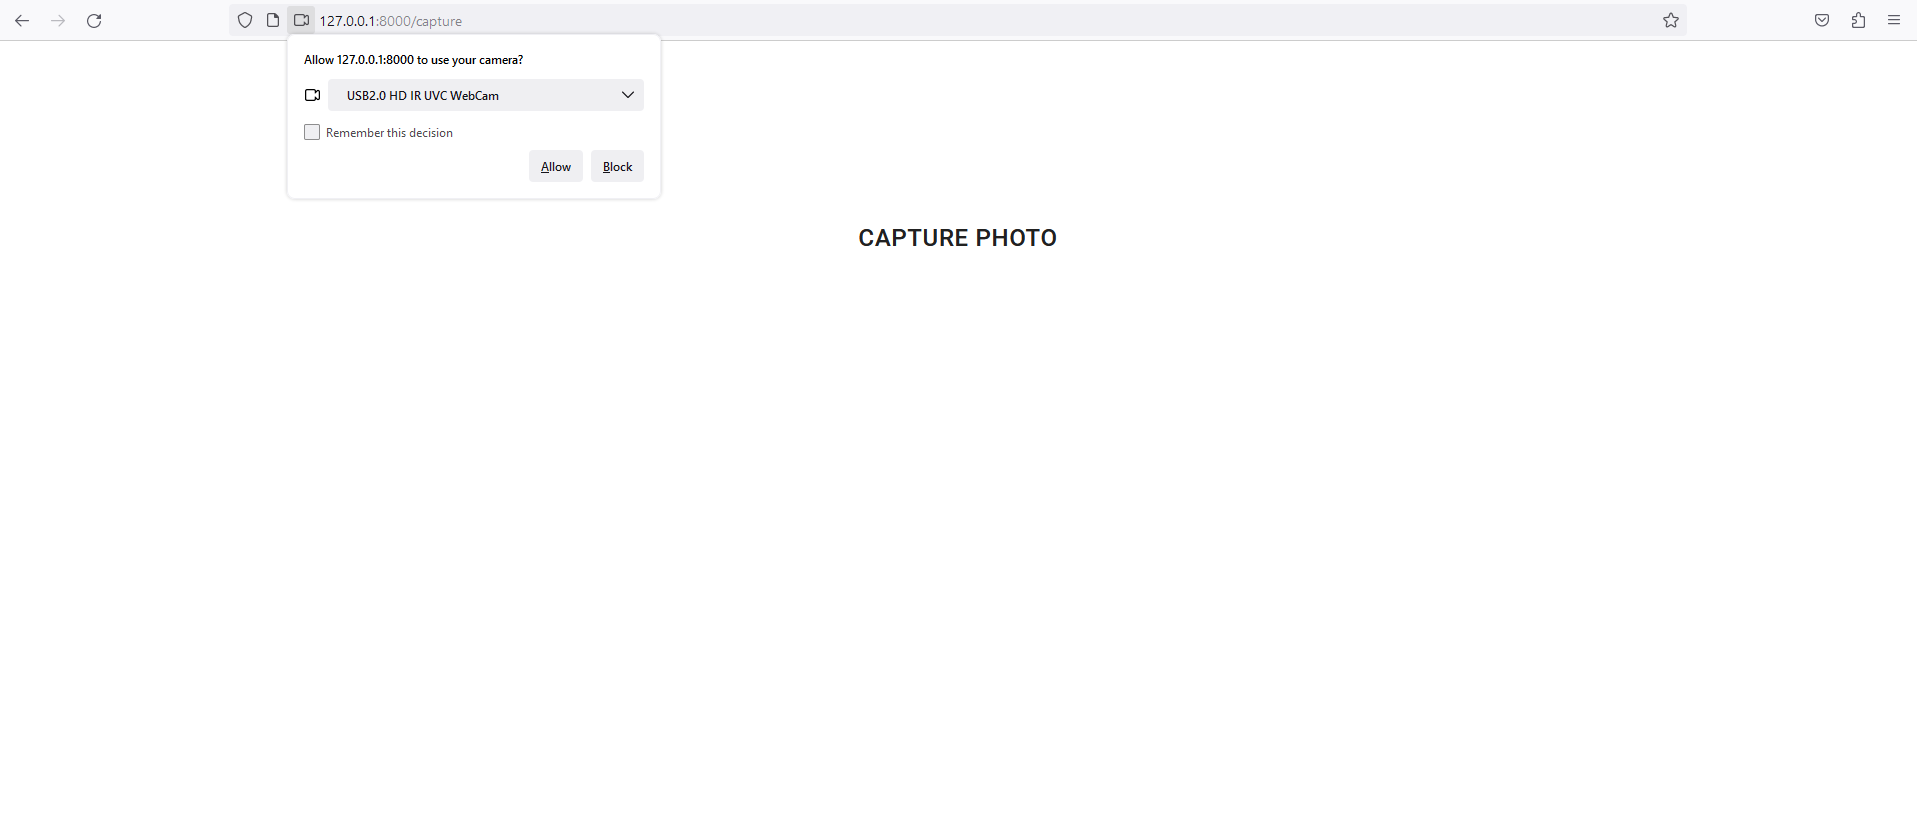 127.0.0.1:8000/capture
Allow 127.0.0.1:8000 to use your camera?
USB2.0 HD IR UVC WebCam
Remember this decision
Allow Block
CAPTURE PHOTO